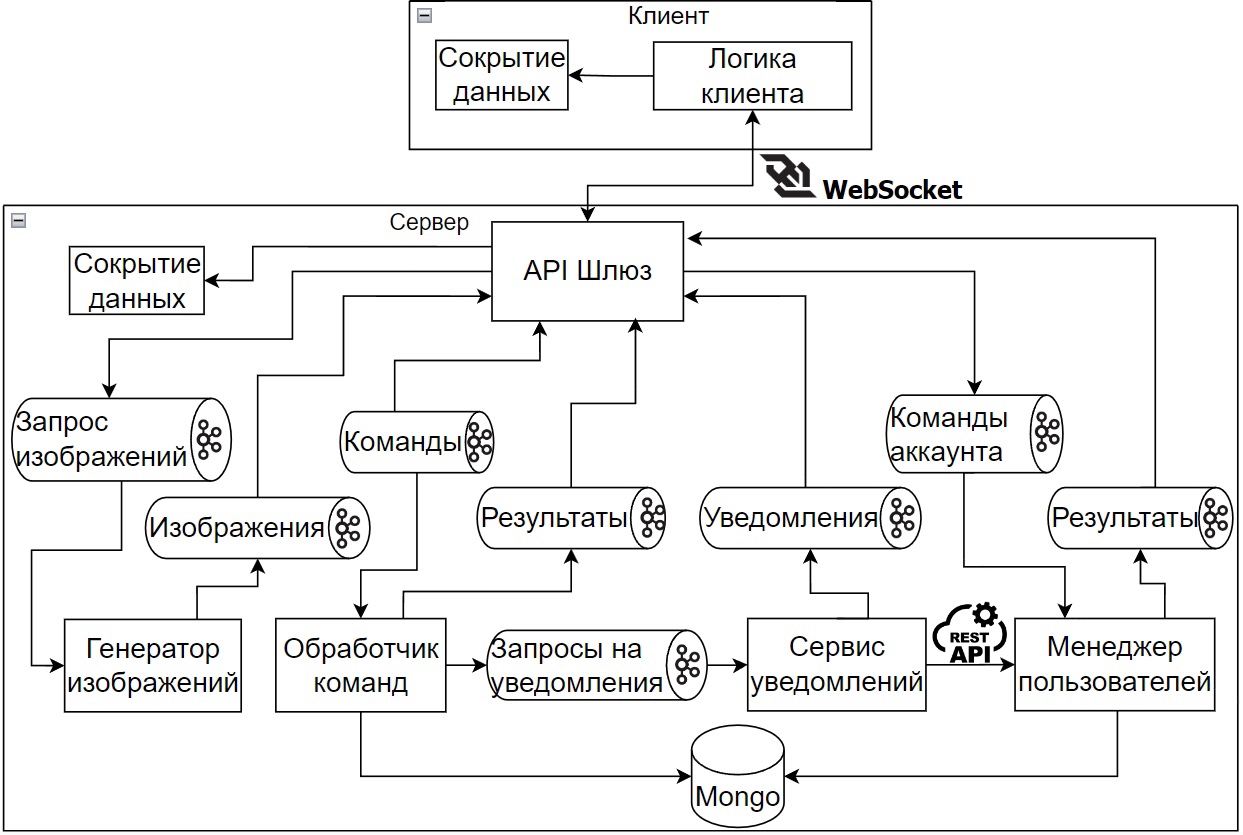 Клиент
Сокрытие
данных
Логика
клиента
WebSocket
Сервер
Сокрытие
данных
API Шлюз
Запрос
изображений
Команды
Команды
аккаунта
Изображения
Результаты
Уведомления
Результаты
Генератор
изображений
Обработчик
команд
Запросы на
уведомления
Сервис
уведомлений
REST
API
Менеджер
пользователей
Mongo